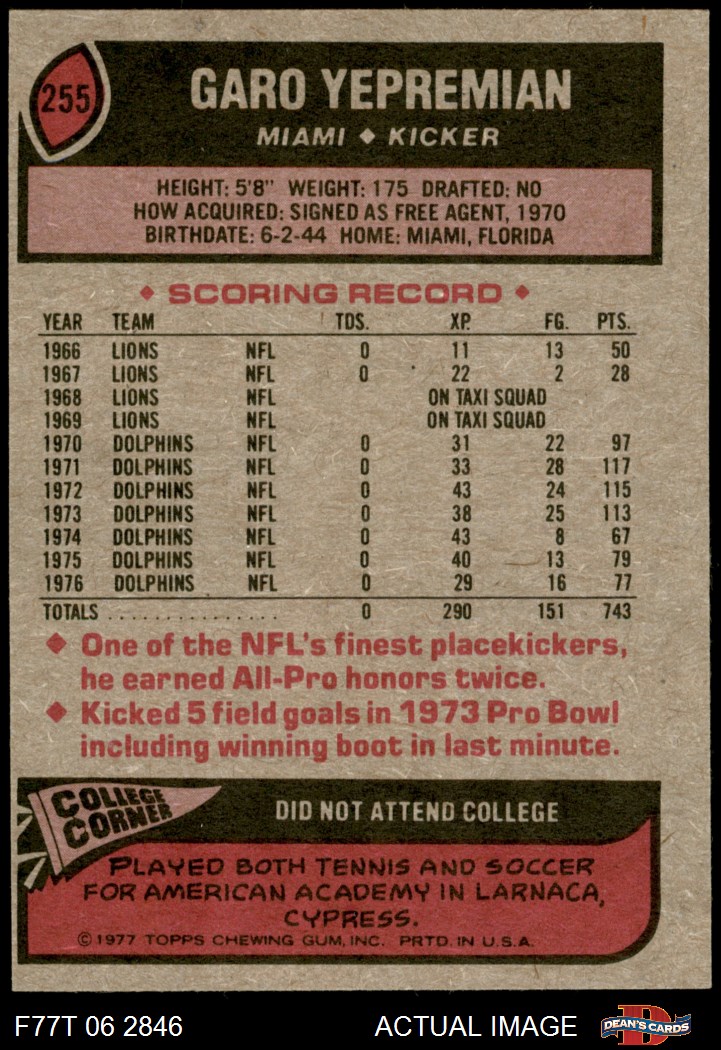 255
GARO YEPREMIAN
MIAMI ◆ KICKER
HEIGHT: 5'8" WEIGHT: 175 DRAFTED: NO
HOW ACQUIRED: SIGNED AS FREE AGENT, 1970
BIRTHDATE: 6-2-44 HOME: MIAMI, FLORIDA
◆ SCORING RECORD ◆
YEAR TEAM TDS. XP. FG. PTS.
1966 LIONS NFL 0 11 13 50
1967 LIONS NFL 0 22 2 28
1968 LIONS NFL ON TAXI SQUAD
1969 LIONS NFL ON TAXI SQUAD
1970 DOLPHINS NFL 0 31 22 97
1971 DOLPHINS NFL 0 33 28 117
1972 DOLPHINS NFL 0 43 24 115
1973 DOLPHINS NFL 0 38 25 113
1974 DOLPHINS NFL 0 43 8 67
1975 DOLPHINS NFL 0 40 13 79
1976 DOLPHINS NFL 0 29 16 77
TOTALS ................ 0 290 151 743
◆ One of the NFL's finest placekickers,
he earned All-Pro honors twice.
◆ Kicked 5 field goals in 1973 Pro Bowl
including winning boot in last minute.
COLLEGE
CORNER
DID NOT ATTEND COLLEGE
PLAYED BOTH TENNIS AND SOCCER
FOR AMERICAN ACADEMY IN LARNACA,
CYPRESS.
© 1977 TOPPS CHEWING GUM, INC. PRTD. IN U.S.A.
F77T 06 2846 ACTUAL IMAGE
D
DEAN'S CARDS